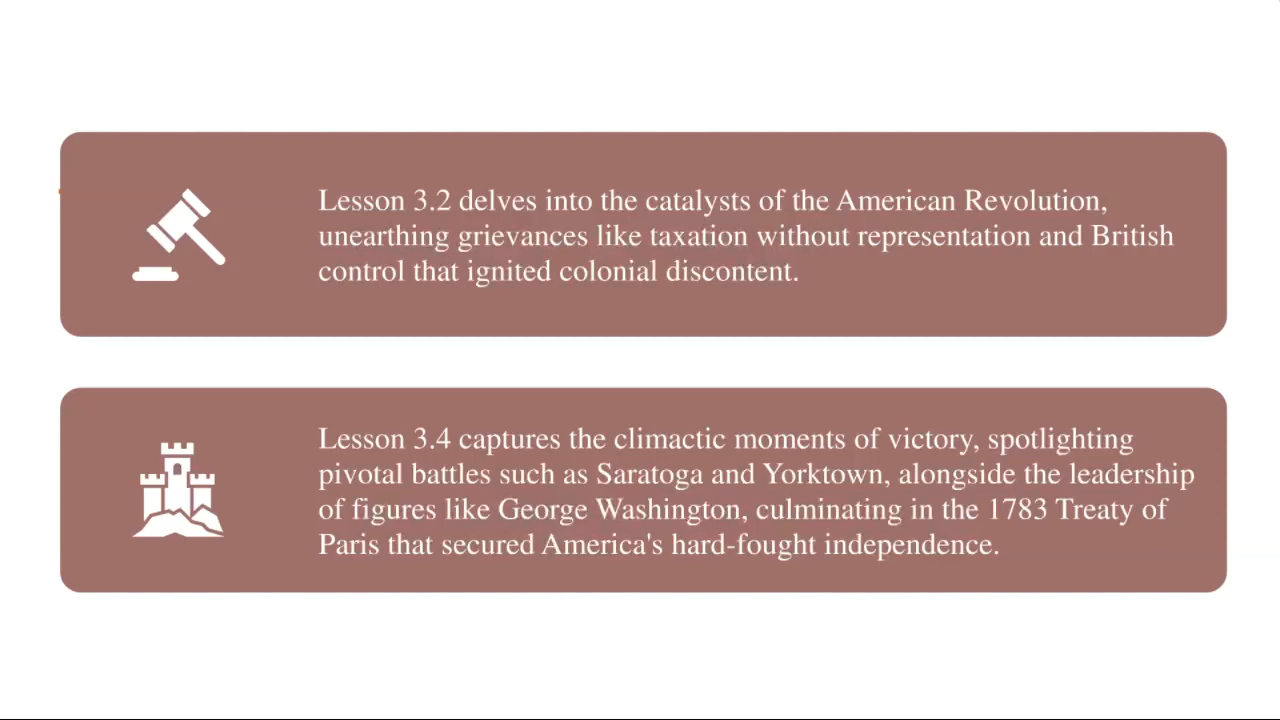 Lesson 3.2 delves into the catalysts of the American Revolution,
unearthing grievances like taxation without representation and British
control that ignited colonial discontent.
Lesson 3.4 captures the climactic moments of victory, spotlighting
pivotal battles such as Saratoga and Yorktown, alongside the leadership
of figures like George Washington, culminating in the 1783 Treaty of
Paris that secured America's hard-fought independence.